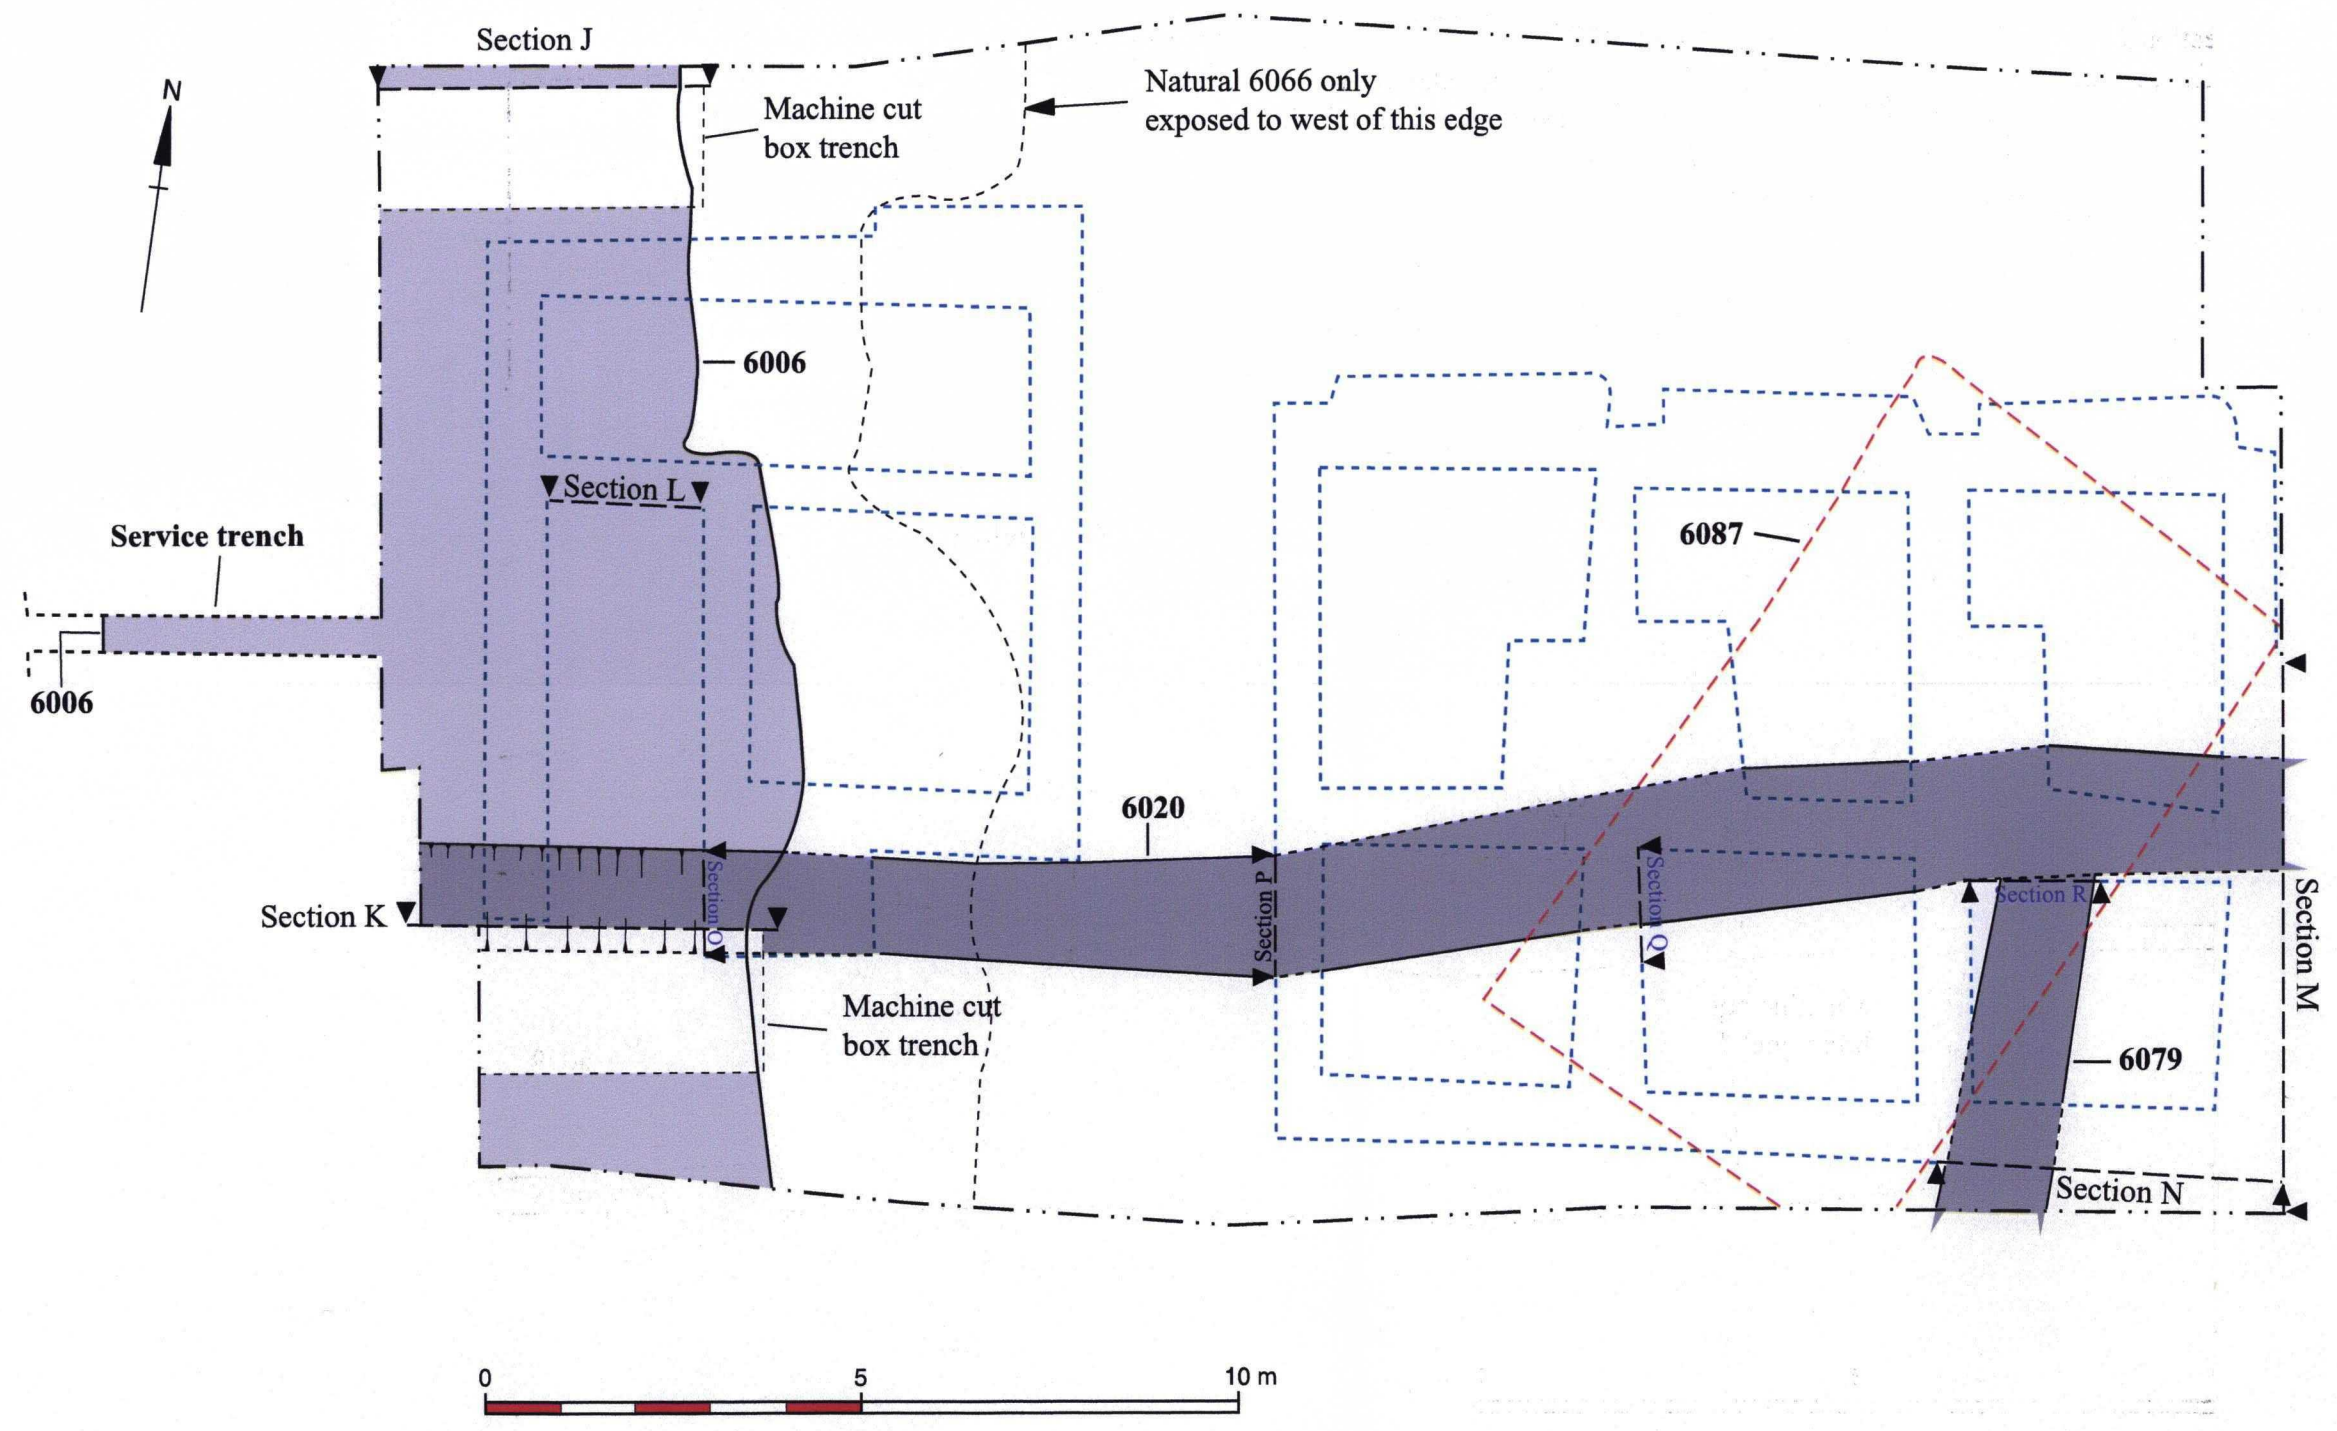 Section J
N
Machine cut
box trench
Natural 6066 only
exposed to west of this edge
6006
Section L
Service trench
6087
6006
6020
Section K
Section O
Section P
Section Q
Section R
Section M
Machine cut
box trench
6079
Section N
0 5 10 m